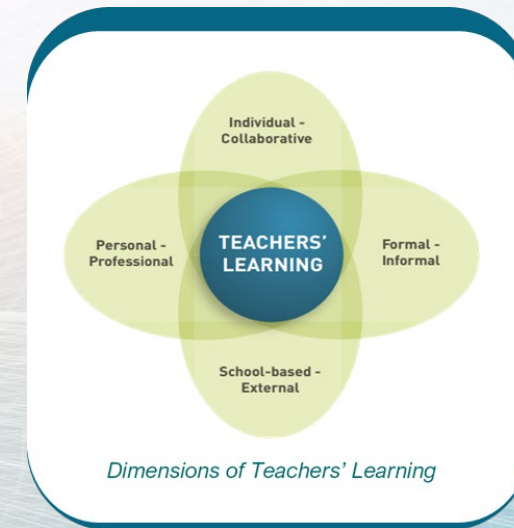 Individual -
Collaborative
Personal -
Professional
TEACHERS'
LEARNING
Formal -
Informal
School-based -
External
Dimensions of Teachers' Learning